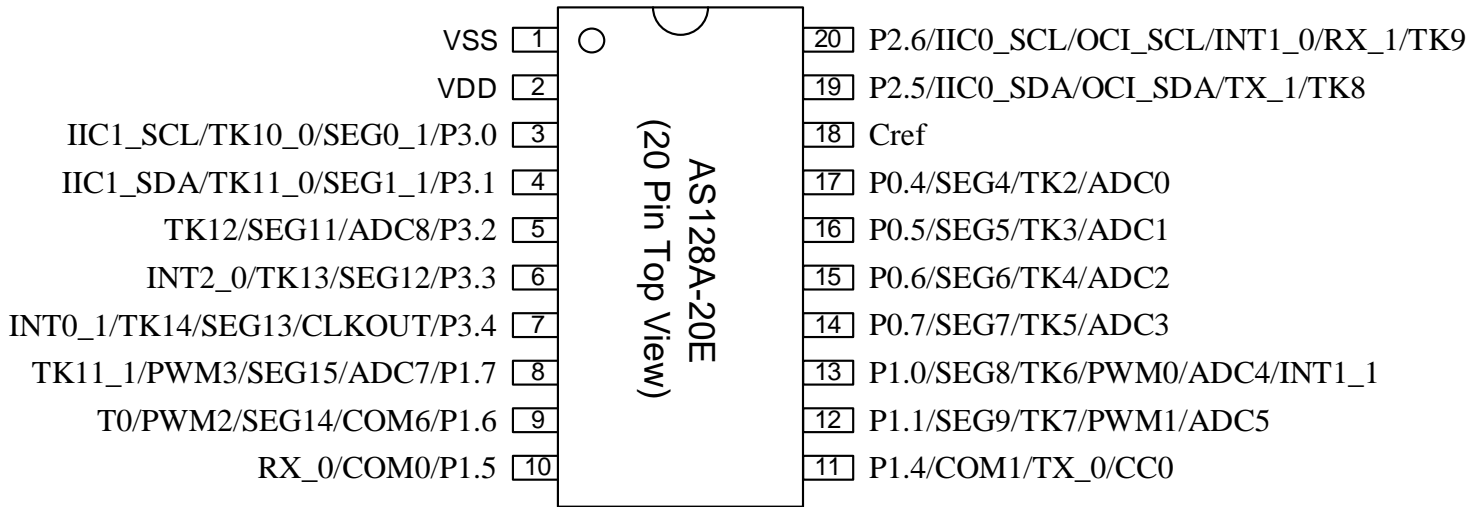 VSS 1
VDD 2
IIC1_SCL/TK10_0/SEG0_1/P3.0 3
IIC1_SDA/TK11_0/SEG1_1/P3.1 4
TK12/SEG11/ADC8/P3.2 5
INT2_0/TK13/SEG12/P3.3 6
INT0_1/TK14/SEG13/CLKOUT/P3.4 7
TK11_1/PWM3/SEG15/ADC7/P1.7 8
T0/PWM2/SEG14/COM6/P1.6 9
RX_0/COM0/P1.5 10
AS128A-20E
(20 Pin Top View)
20 P2.6/IIC0_SCL/OCI_SCL/INT1_0/RX_1/TK9
19 P2.5/IIC0_SDA/OCI_SDA/TX_1/TK8
18 Cref
17 P0.4/SEG4/TK2/ADC0
16 P0.5/SEG5/TK3/ADC1
15 P0.6/SEG6/TK4/ADC2
14 P0.7/SEG7/TK5/ADC3
13 P1.0/SEG8/TK6/PWM0/ADC4/INT1_1
12 P1.1/SEG9/TK7/PWM1/ADC5
11 P1.4/COM1/TX_0/CC0